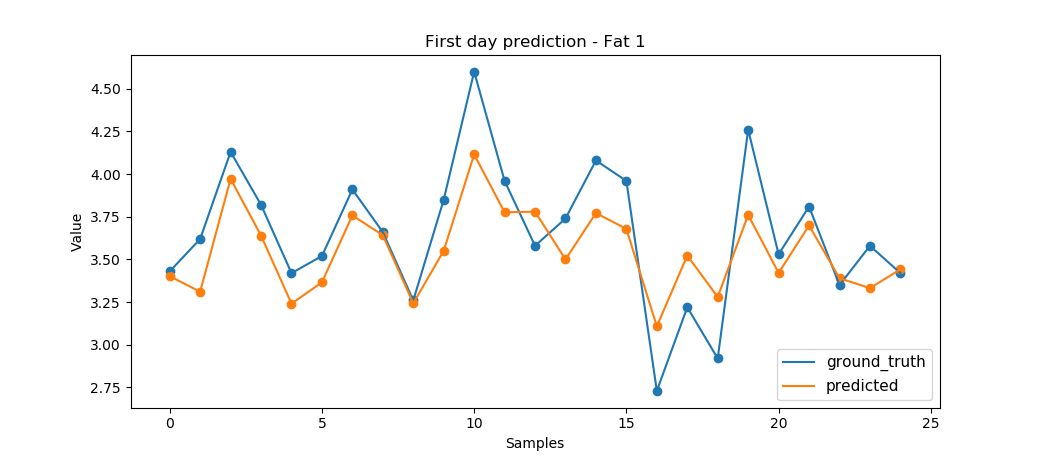 First day prediction - Fat 1
4.50
4.25
4.00
3.75
3.50
3.25
3.00
2.75
Value
0 5 10 15 20 25
Samples
ground_truth
predicted